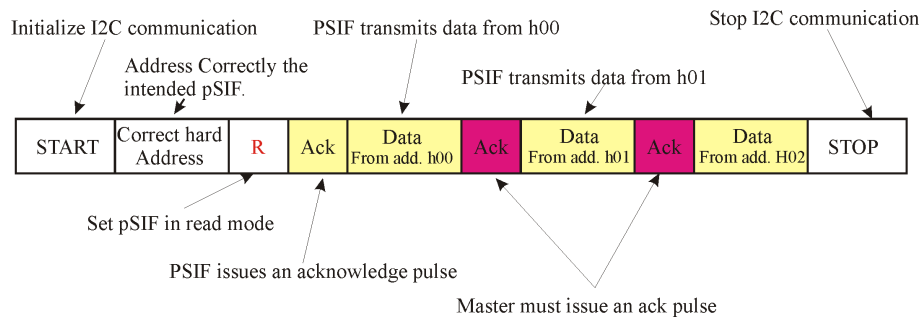 Stop I2C communication
Initialize I2C communication
PSIF transmits data from h00
Address Correctly the
intended pSIF.
PSIF transmits data from h01
START
Correct hard
Address
R
Ack
Data
From add. h00
Ack
Data
From add. h01
Ack
Data
From add. H02
STOP
Set pSIF in read mode
PSIF issues an acknowledge pulse
Master must issue an ack pulse